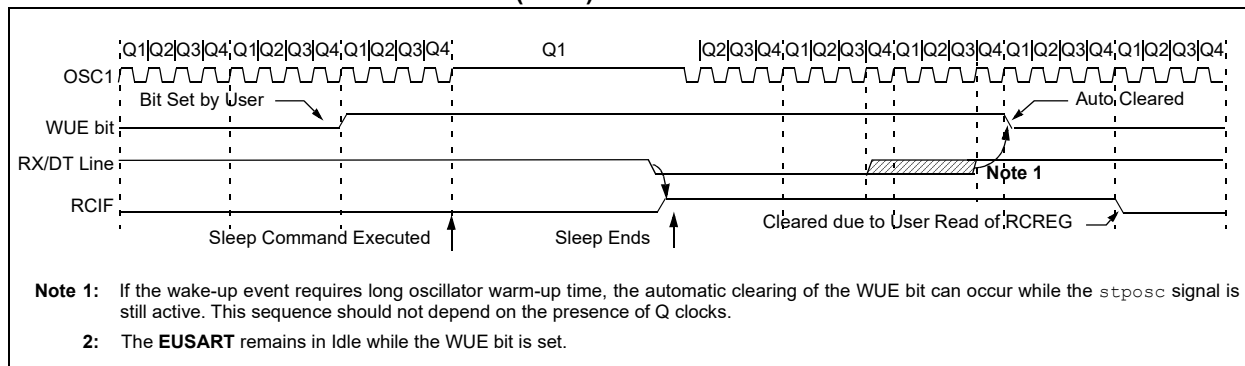 Q1|Q2|Q3|Q4|Q1|Q2|Q3|Q4|Q1|Q2|Q3|Q4 Q1 |Q2|Q3|Q4|Q1|Q2|Q3|Q4|Q1|Q2|Q3|Q4|Q1|Q2|Q3|Q4|Q1|Q2|Q3|Q4
OSC1
Bit Set by User Auto Cleared
WUE bit
RX/DT Line
Note 1
RCIF
Cleared due to User Read of RCREG
Sleep Command Executed Sleep Ends
Note 1: If the wake-up event requires long oscillator warm-up time, the automatic clearing of the WUE bit can occur while the stposc signal is
still active. This sequence should not depend on the presence of Q clocks.
2: The EUSART remains in Idle while the WUE bit is set.